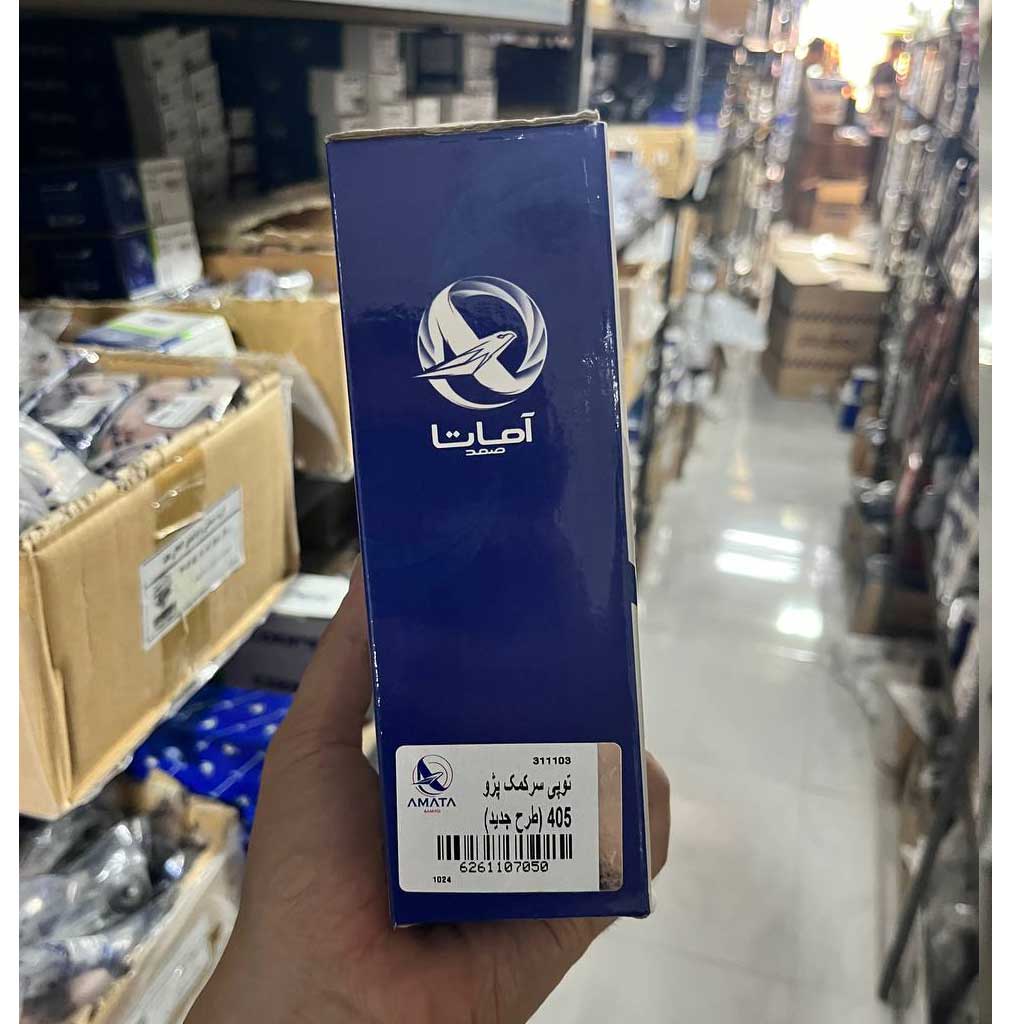 آماتا
صمد
311103
توپی سرکمک پژو
405 (طرح جدید)
AMATA
6261107050
1024